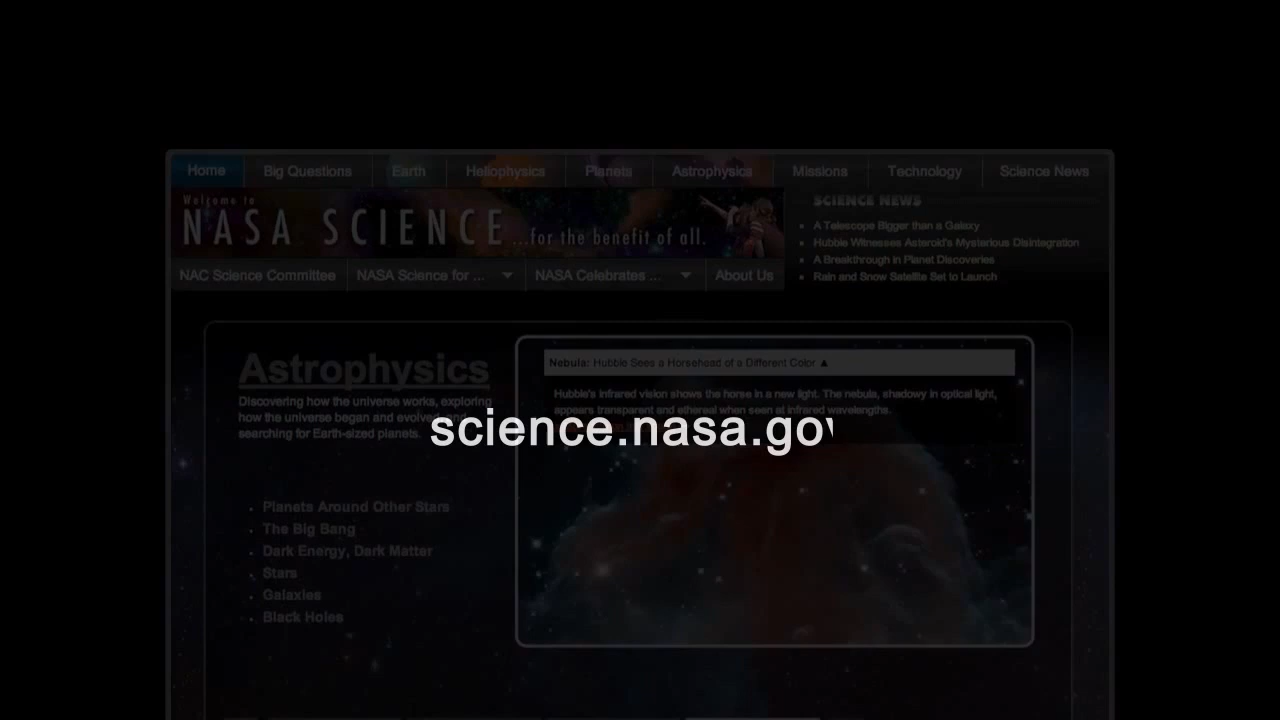 Home Big Questions Earth Heliophysics Planets Astrophysics Missions Technology Science News
Welcome to
NASA SCIENCE ...for the benefit of all.
SCIENCE NEWS
A Telescope Bigger than a Galaxy
Hubble Witnesses Asteroid's Mysterious Disintegration
A Breakthrough in Planet Discoveries
Rain and Snow Satellite Set to Launch
NAC Science Committee NASA Science for ... NASA Celebrates ... About Us
Astrophysics
Discovering how the universe works, exploring
how the universe began and evolved, and
searching for Earth-sized planets.
Nebula: Hubble Sees a Horsehead of a Different Color ▲
Hubble's infrared vision shows the horse in a new light. The nebula, shadowy in optical light,
appears transparent and ethereal when seen at infrared wavelengths.
science.nasa.gov
Planets Around Other Stars
The Big Bang
Dark Energy, Dark Matter
Stars
Galaxies
Black Holes